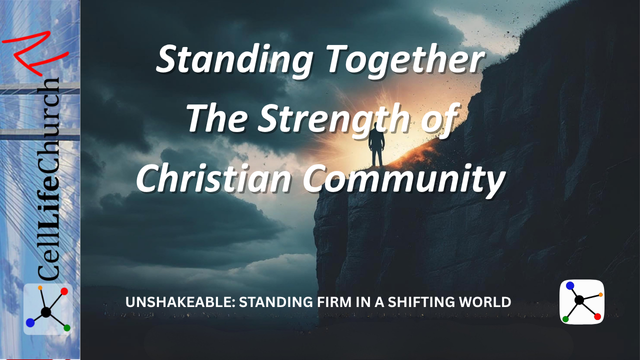 Standing Together
The Strength of
Christian Community
UNSHAKEABLE: STANDING FIRM IN A SHIFTING WORLD
CellLifeChurch